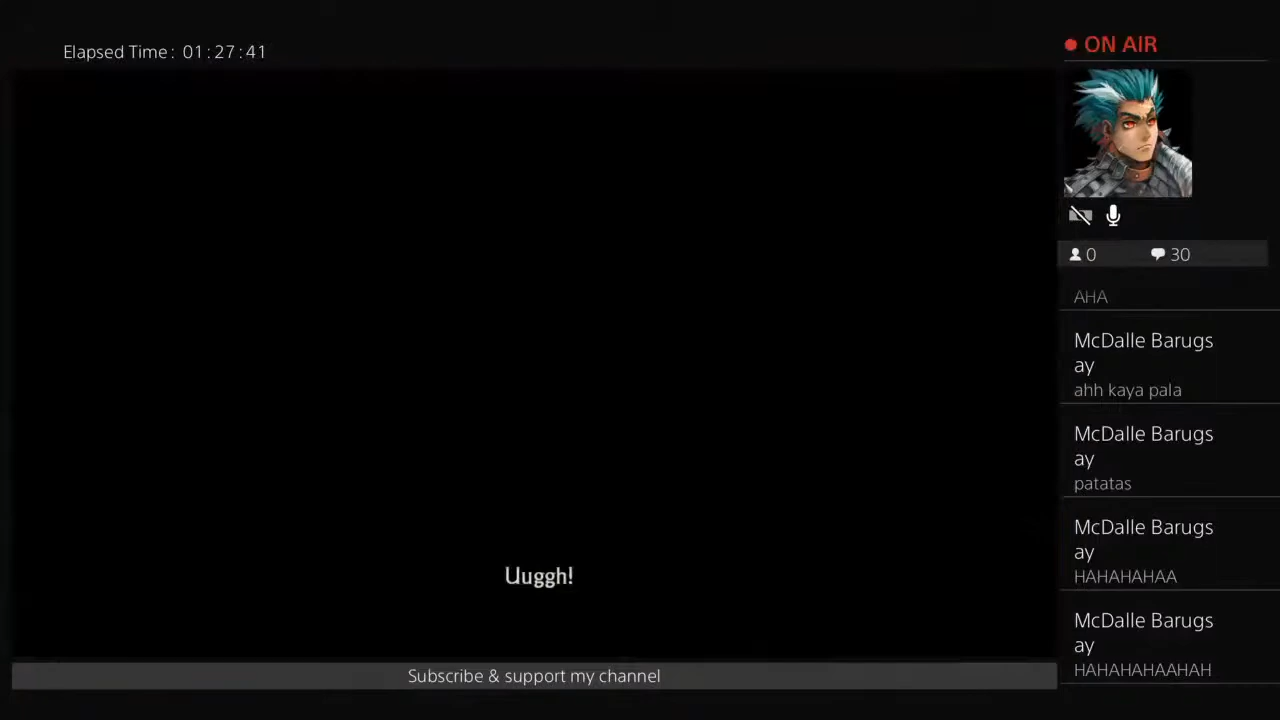 Elapsed Time: 01:27:41
ON AIR
0 30
AHA
McDalle Barugs
ay
ahh kaya pala
McDalle Barugs
ay
patatas
McDalle Barugs
ay
HAHAHAHAA
McDalle Barugs
ay
HAHAHAHAAHAH
Uuggh!
Subscribe & support my channel